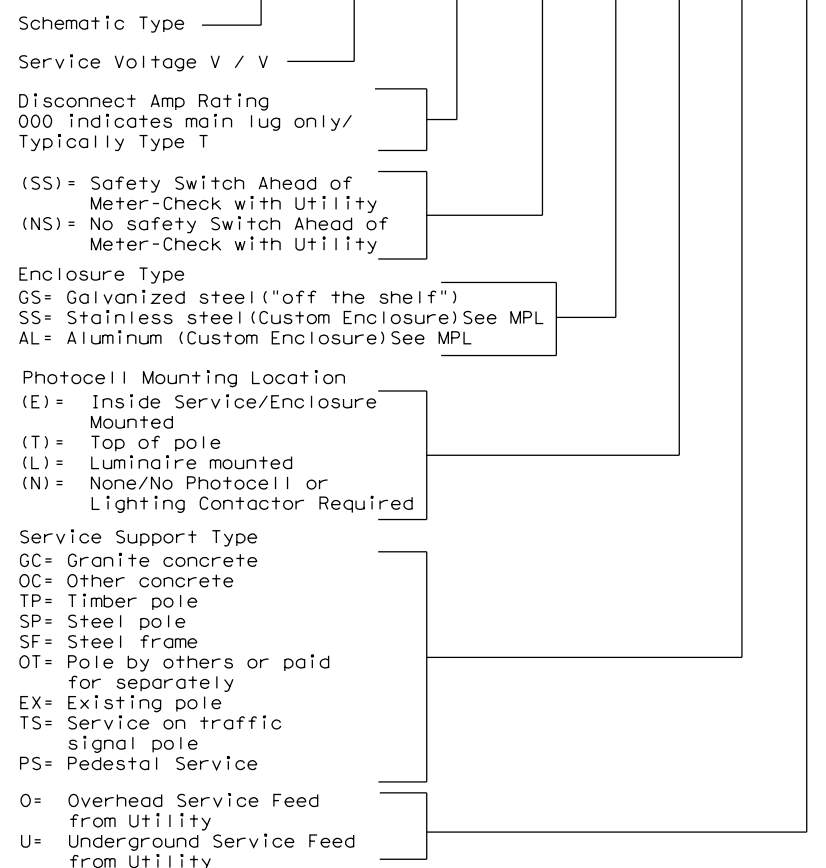 Schematic Type
Service Voltage V / V
Disconnect Amp Rating
000 indicates main lug only/
Typically Type T
(SS)= Safety Switch Ahead of
Meter-Check with Utility
(NS)= No safety Switch Ahead of
Meter-Check with Utility
Enclosure Type
GS= Galvanized steel("off the shelf")
SS= Stainless steel(Custom Enclosure)See MPL
AL= Aluminum (Custom Enclosure)See MPL
Photocell Mounting Location
(E)= Inside Service/Enclosure
Mounted
(T)= Top of pole
(L)= Luminaire mounted
(N)= None/No Photocell or
Lighting Contactor Required
Service Support Type
GC= Granite concrete
OC= Other concrete
TP= Timber pole
SP= Steel pole
SF= Steel frame
OT= Pole by others or paid
for separately
EX= Existing pole
TS= Service on traffic
signal pole
PS= Pedestal Service
O= Overhead Service Feed
from Utility
U= Underground Service Feed
from Utility